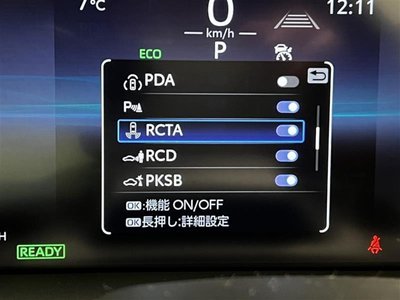 7°C
0
12:11
km/h
ECO
P
PDA
P
RCTA
RCD
PKSB
OK:機能 ON/OFF
OK長押し:詳細設定
H
READY